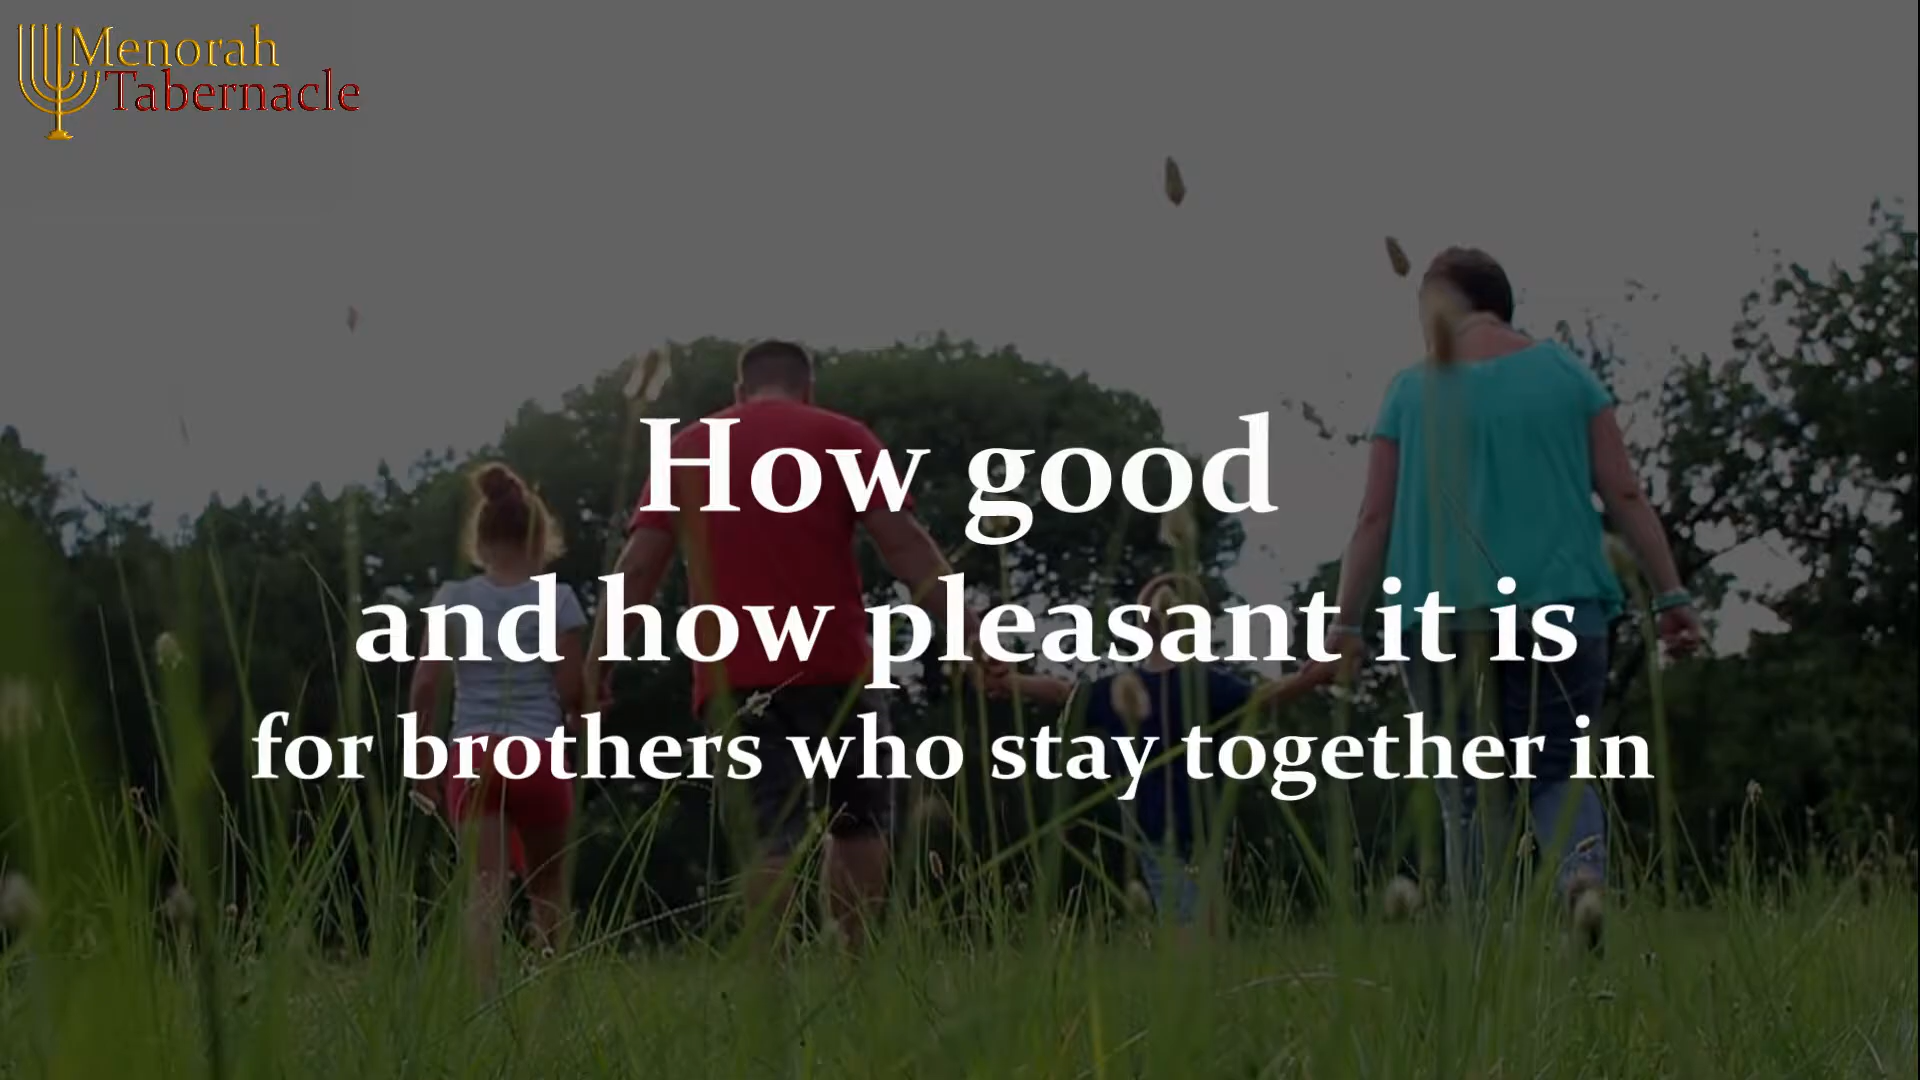 Menorah
Tabernacle
How good
and how pleasant it is
for brothers who stay together in